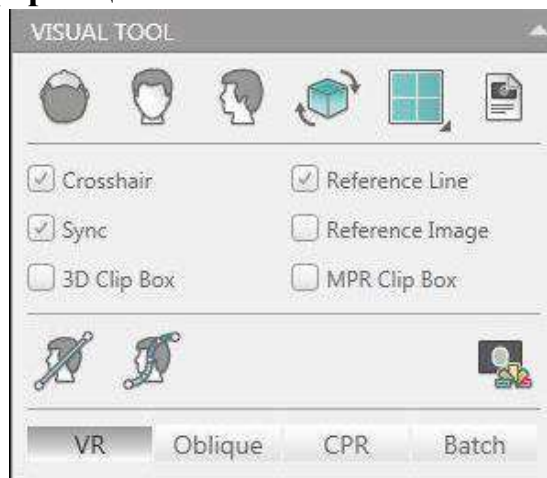 VISUAL TOOL
Crosshair Reference Line
Sync Reference Image
3D Clip Box MPR Clip Box
VR Oblique CPR Batch